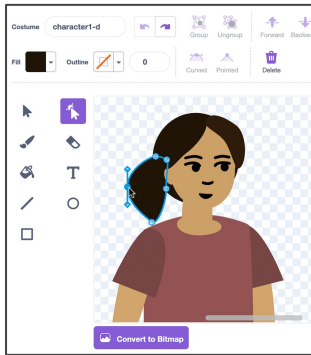 Costume character1-d Group Ungroup Forward Backw
Fill Outline 0 Curved Pointed Delete
T
Convert to Bitmap